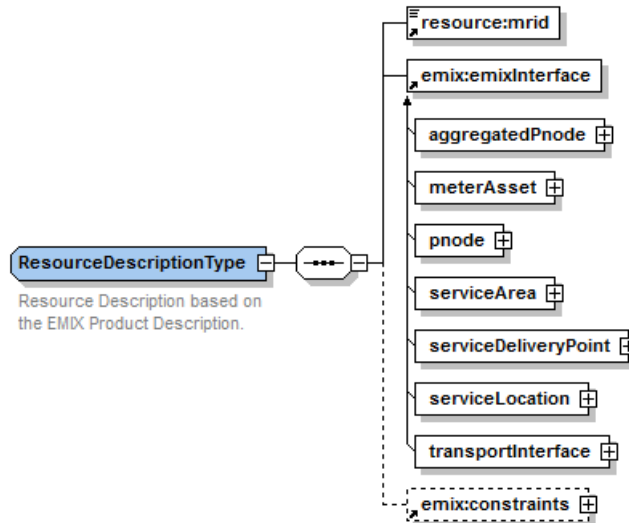 resource:mrid
emix:emixInterface
aggregatedPnode
meterAsset
pnode
ResourceDescriptionType
serviceArea
Resource Description based on
the EMIX Product Description.
serviceDeliveryPoint
serviceLocation
transportInterface
emix:constraints